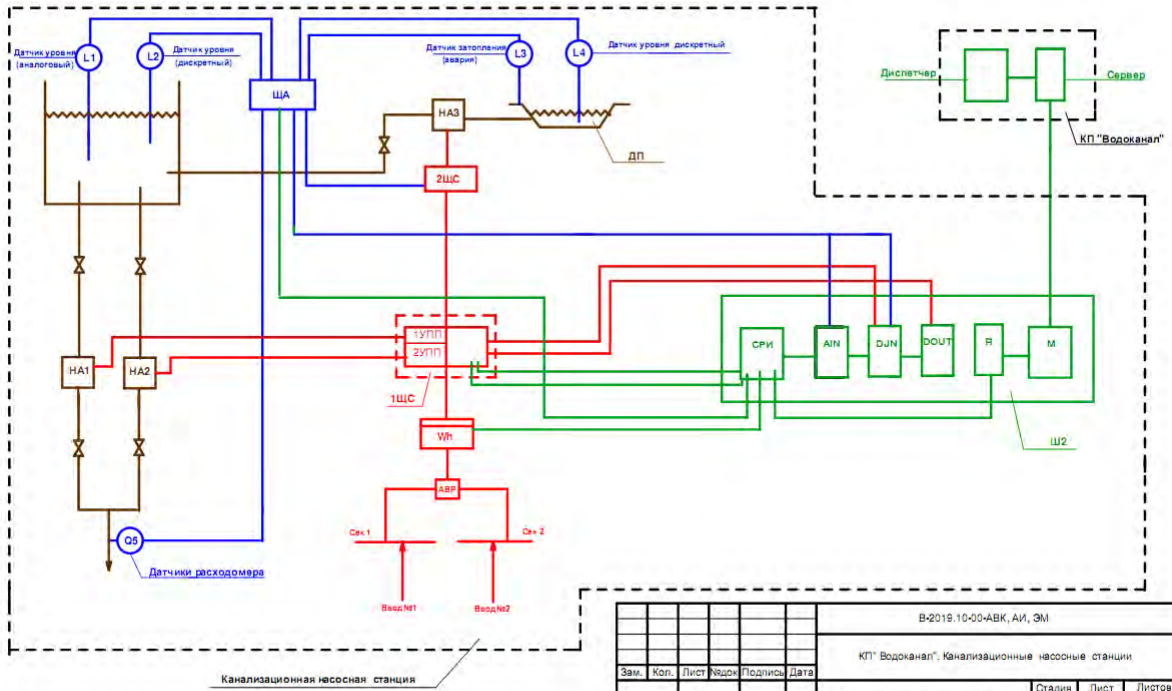 Датчик уровня
(аналоговый)
L1
L2
Датчик уровня
(дискретный)
ЩА
Датчик затопления
(авария)
L3
L4
Датчик уровня дискретный
Диспетчер
Сервер
КП "Водоканал"
НА3
ДП
2ЩС
1УПП
2УПП
1ЩС
НА1
НА2
СРИ
AIN
DJN
DOUT
Я
М
Ш2
Wh
АВР
Сек 1
Сек 2
Q5
Датчики расходомера
Ввод №1
Ввод №2
Канализационная насосная станция
В-2019.10-00-АВК, АИ, ЭМ
КП" Водоканал". Канализационные насосные станции
Зам. Кол. Лист №док Подпись Дата
Стадия Лист Листов